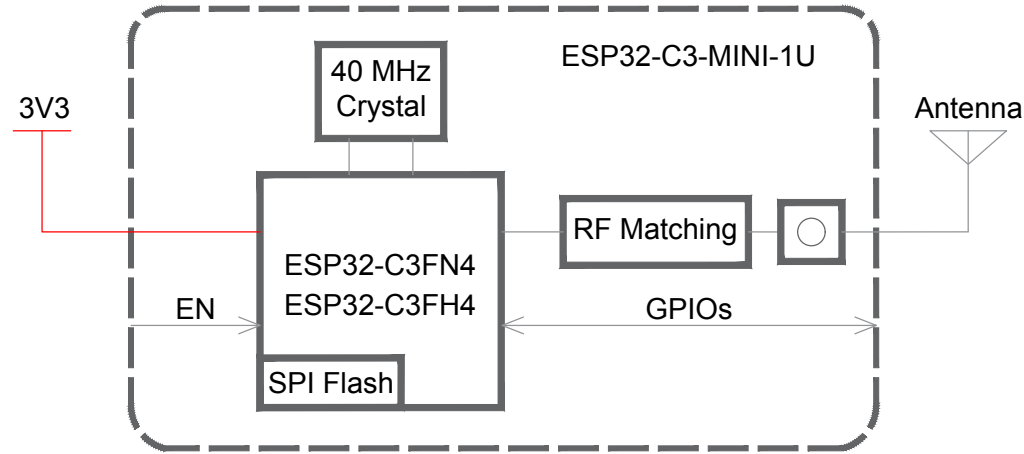 ESP32-C3-MINI-1U
40 MHz
Crystal
3V3
Antenna
RF Matching
ESP32-C3FN4
ESP32-C3FH4
EN
GPIOs
SPI Flash